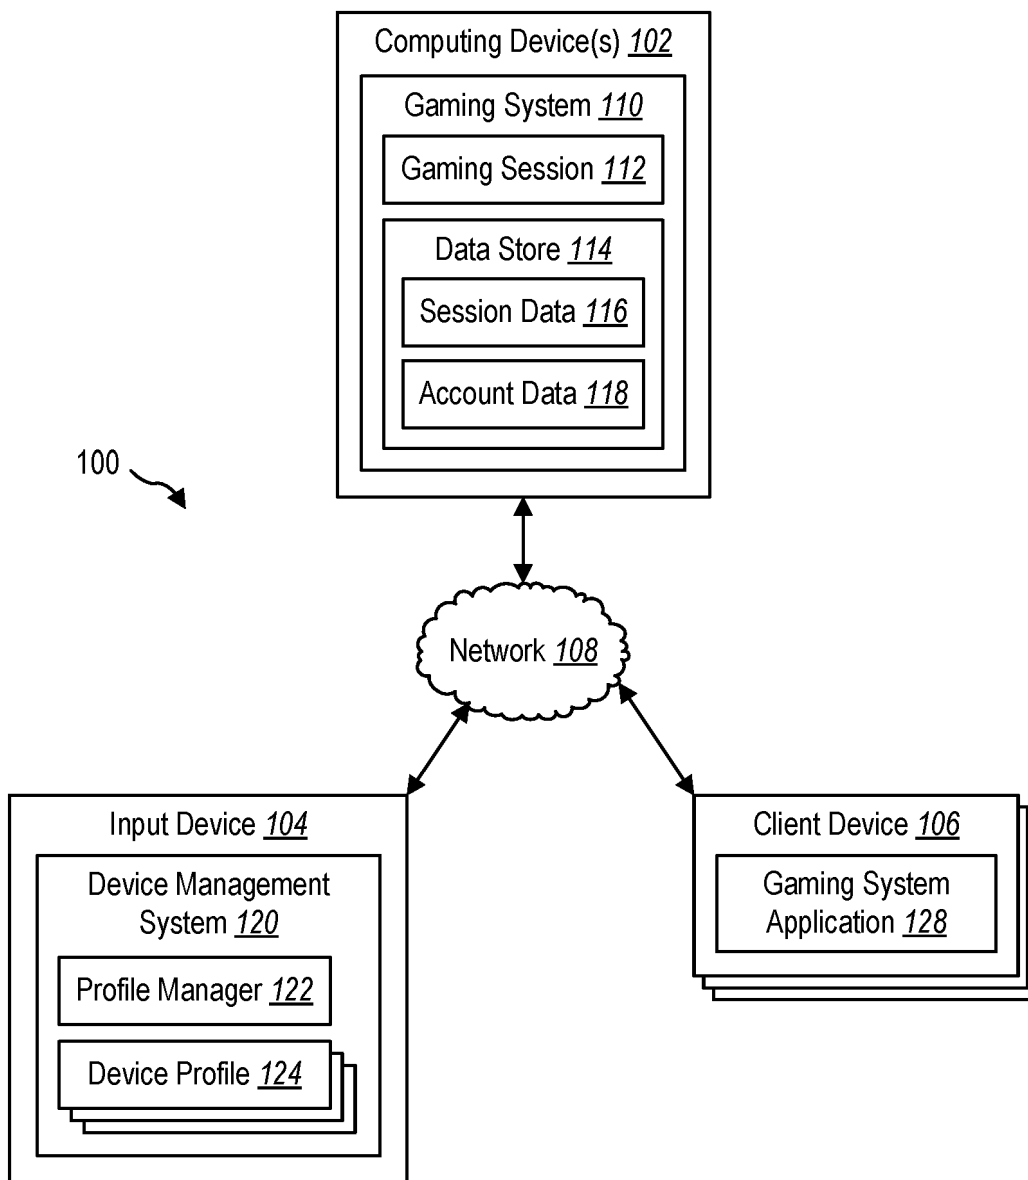 Computing Device(s) 102
Gaming System 110
Gaming Session 112
Data Store 114
Session Data 116
Account Data 118
100
Network 108
Input Device 104
Device Management
System 120
Profile Manager 122
Device Profile 124
Client Device 106
Gaming System
Application 128